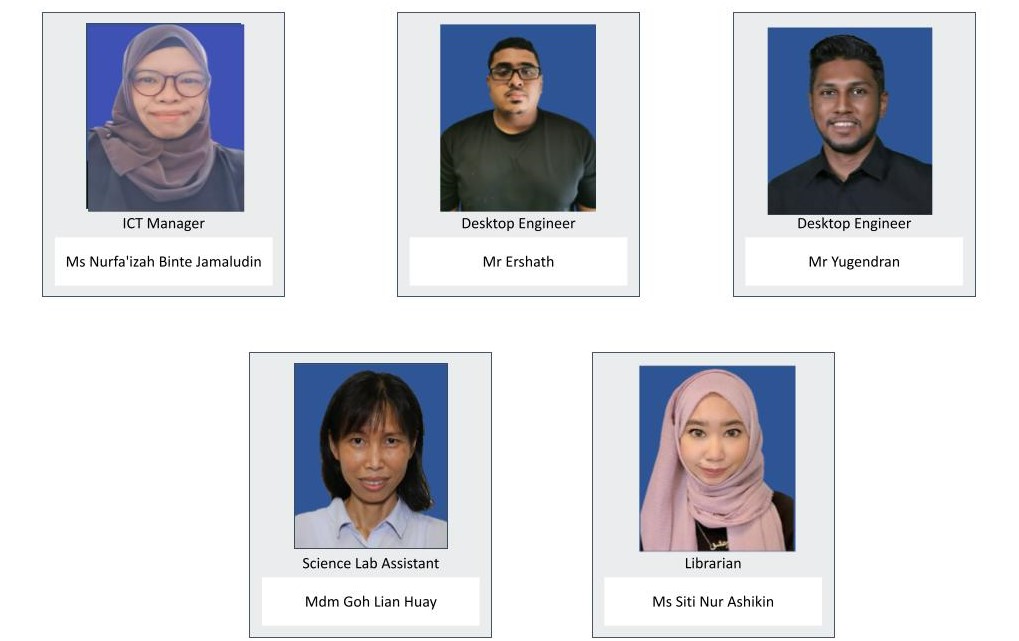 ICT Manager
Ms Nurfa'izah Binte Jamaludin
Desktop Engineer
Mr Ershath
Desktop Engineer
Mr Yugendran
Science Lab Assistant
Mdm Goh Lian Huay
Librarian
Ms Siti Nur Ashikin